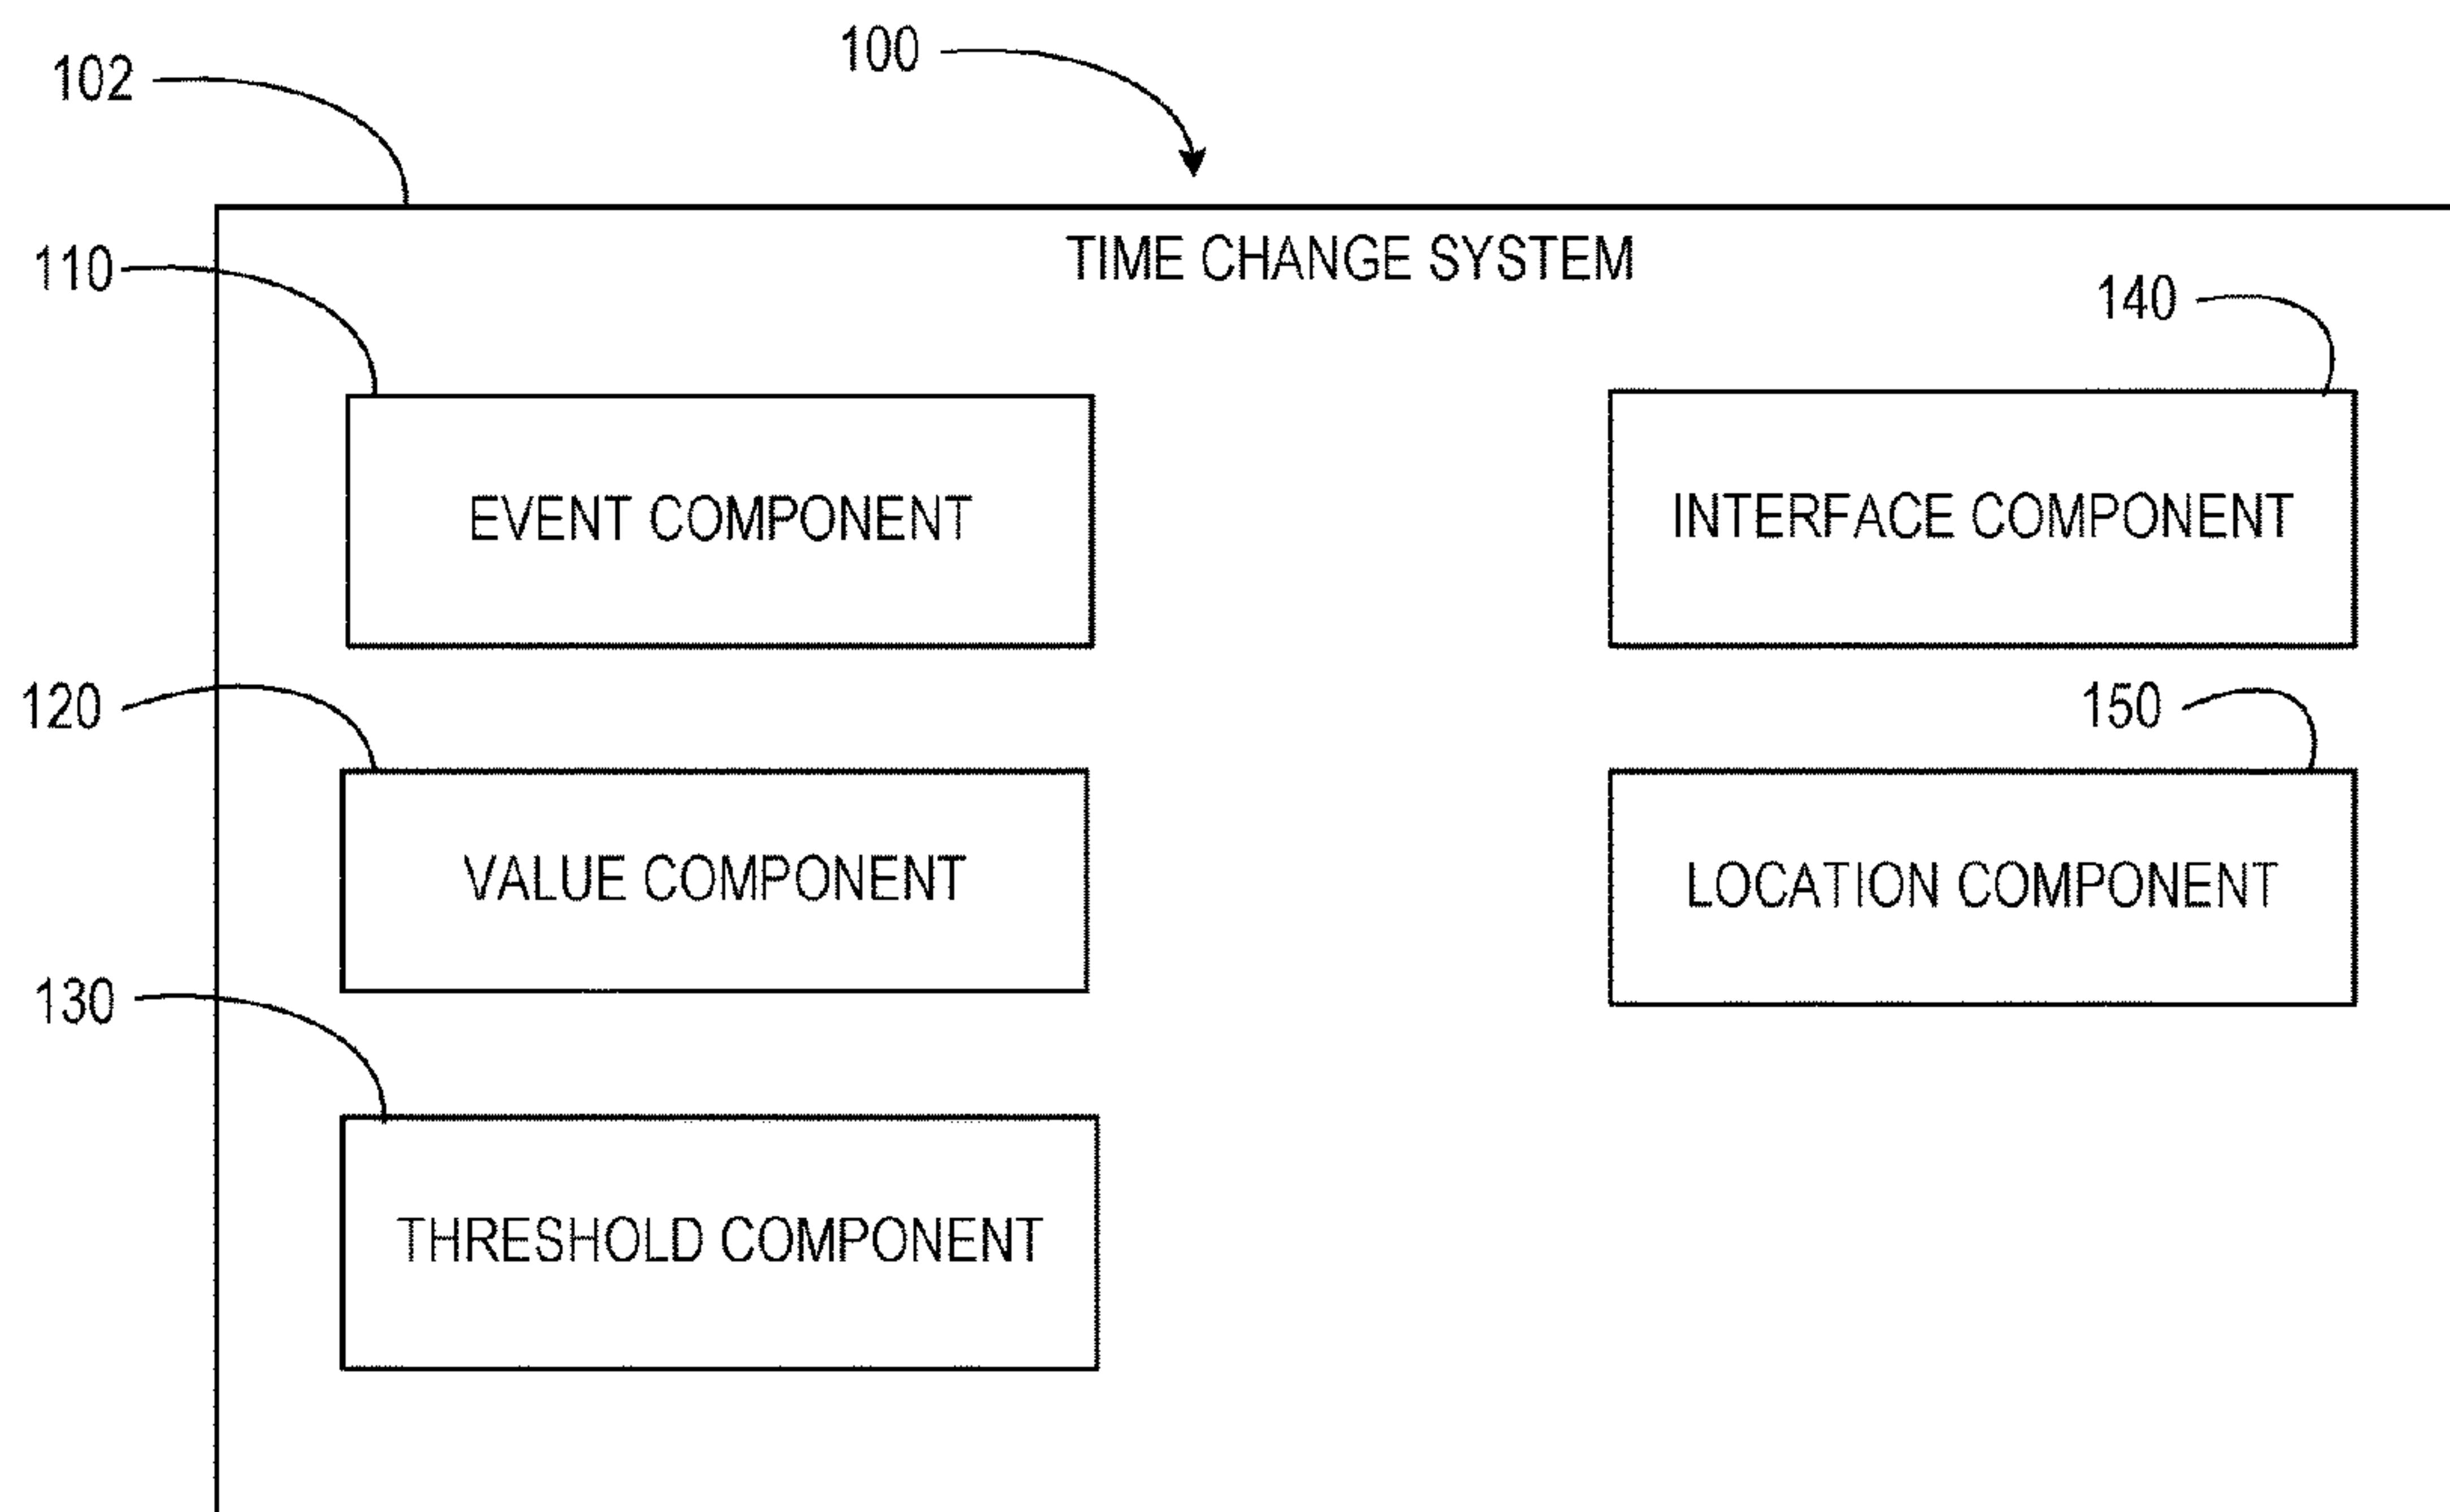 100
102
TIME CHANGE SYSTEM
110
140
EVENT COMPONENT
INTERFACE COMPONENT
120
150
VALUE COMPONENT
LOCATION COMPONENT
130
THRESHOLD COMPONENT